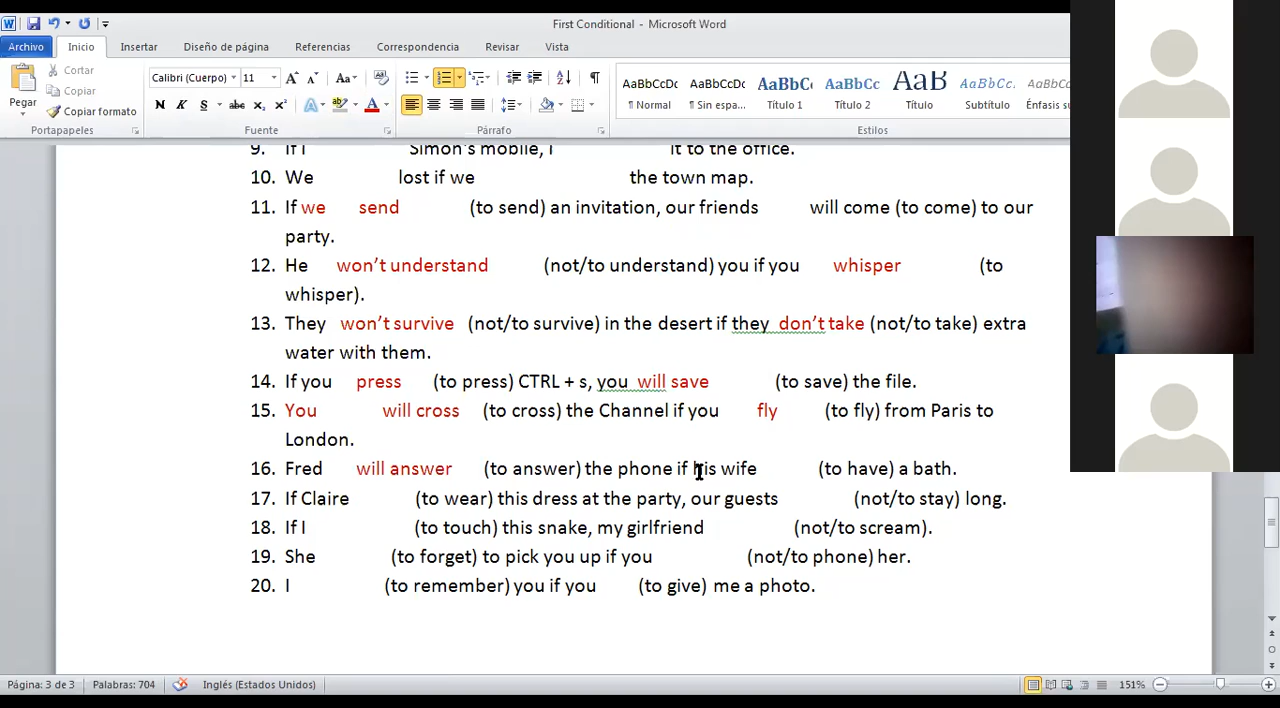 First Conditional - Microsoft Word
Archivo Inicio Insertar Diseño de página Referencias Correspondencia Revisar Vista
Pegar
Cortar
Copiar
Copiar formato
Portapapeles
Calibri (Cuerpo) 11
Fuente
Párrafo
AaBbCcDc AaBbCcDc AaBbC AaBbCc AaB AaBbCc. AaBbCc
¶ Normal ¶ Sin espa... Título 1 Título 2 Título Subtítulo Énfasis
Estilos
9. If I Simon's mobile, I it to the office.
10. We lost if we the town map.
11. If we send (to send) an invitation, our friends will come (to come) to our
party.
12. He won't understand (not/to understand) you if you whisper (to
whisper).
13. They won't survive (not/to survive) in the desert if they don't take (not/to take) extra
water with them.
14. If you press (to press) CTRL + s, you will save (to save) the file.
15. You will cross (to cross) the Channel if you fly (to fly) from Paris to
London.
16. Fred will answer (to answer) the phone if his wife (to have) a bath.
17. If Claire (to wear) this dress at the party, our guests (not/to stay) long.
18. If I (to touch) this snake, my girlfriend (not/to scream).
19. She (to forget) to pick you up if you (not/to phone) her.
20. I (to remember) you if you (to give) me a photo.
Página: 3 de 3 Palabras: 704 Inglés (Estados Unidos) 151%